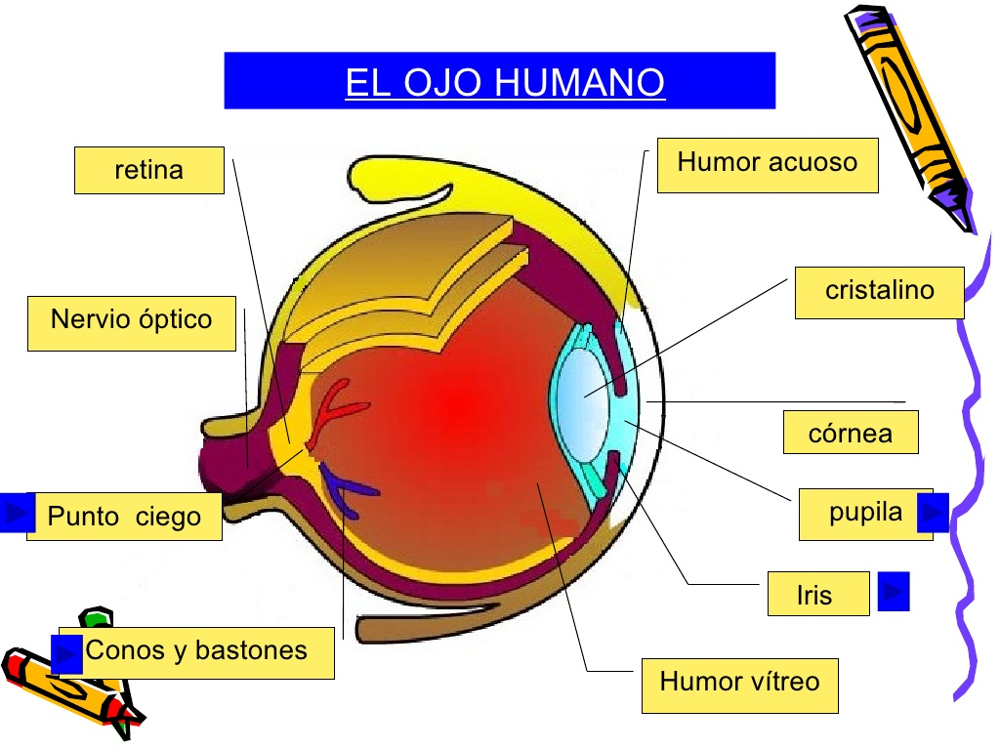 EL OJO HUMANO
retina
Humor acuoso
cristalino
Nervio óptico
córnea
Punto ciego
pupila
Iris
Conos y bastones
Humor vítreo